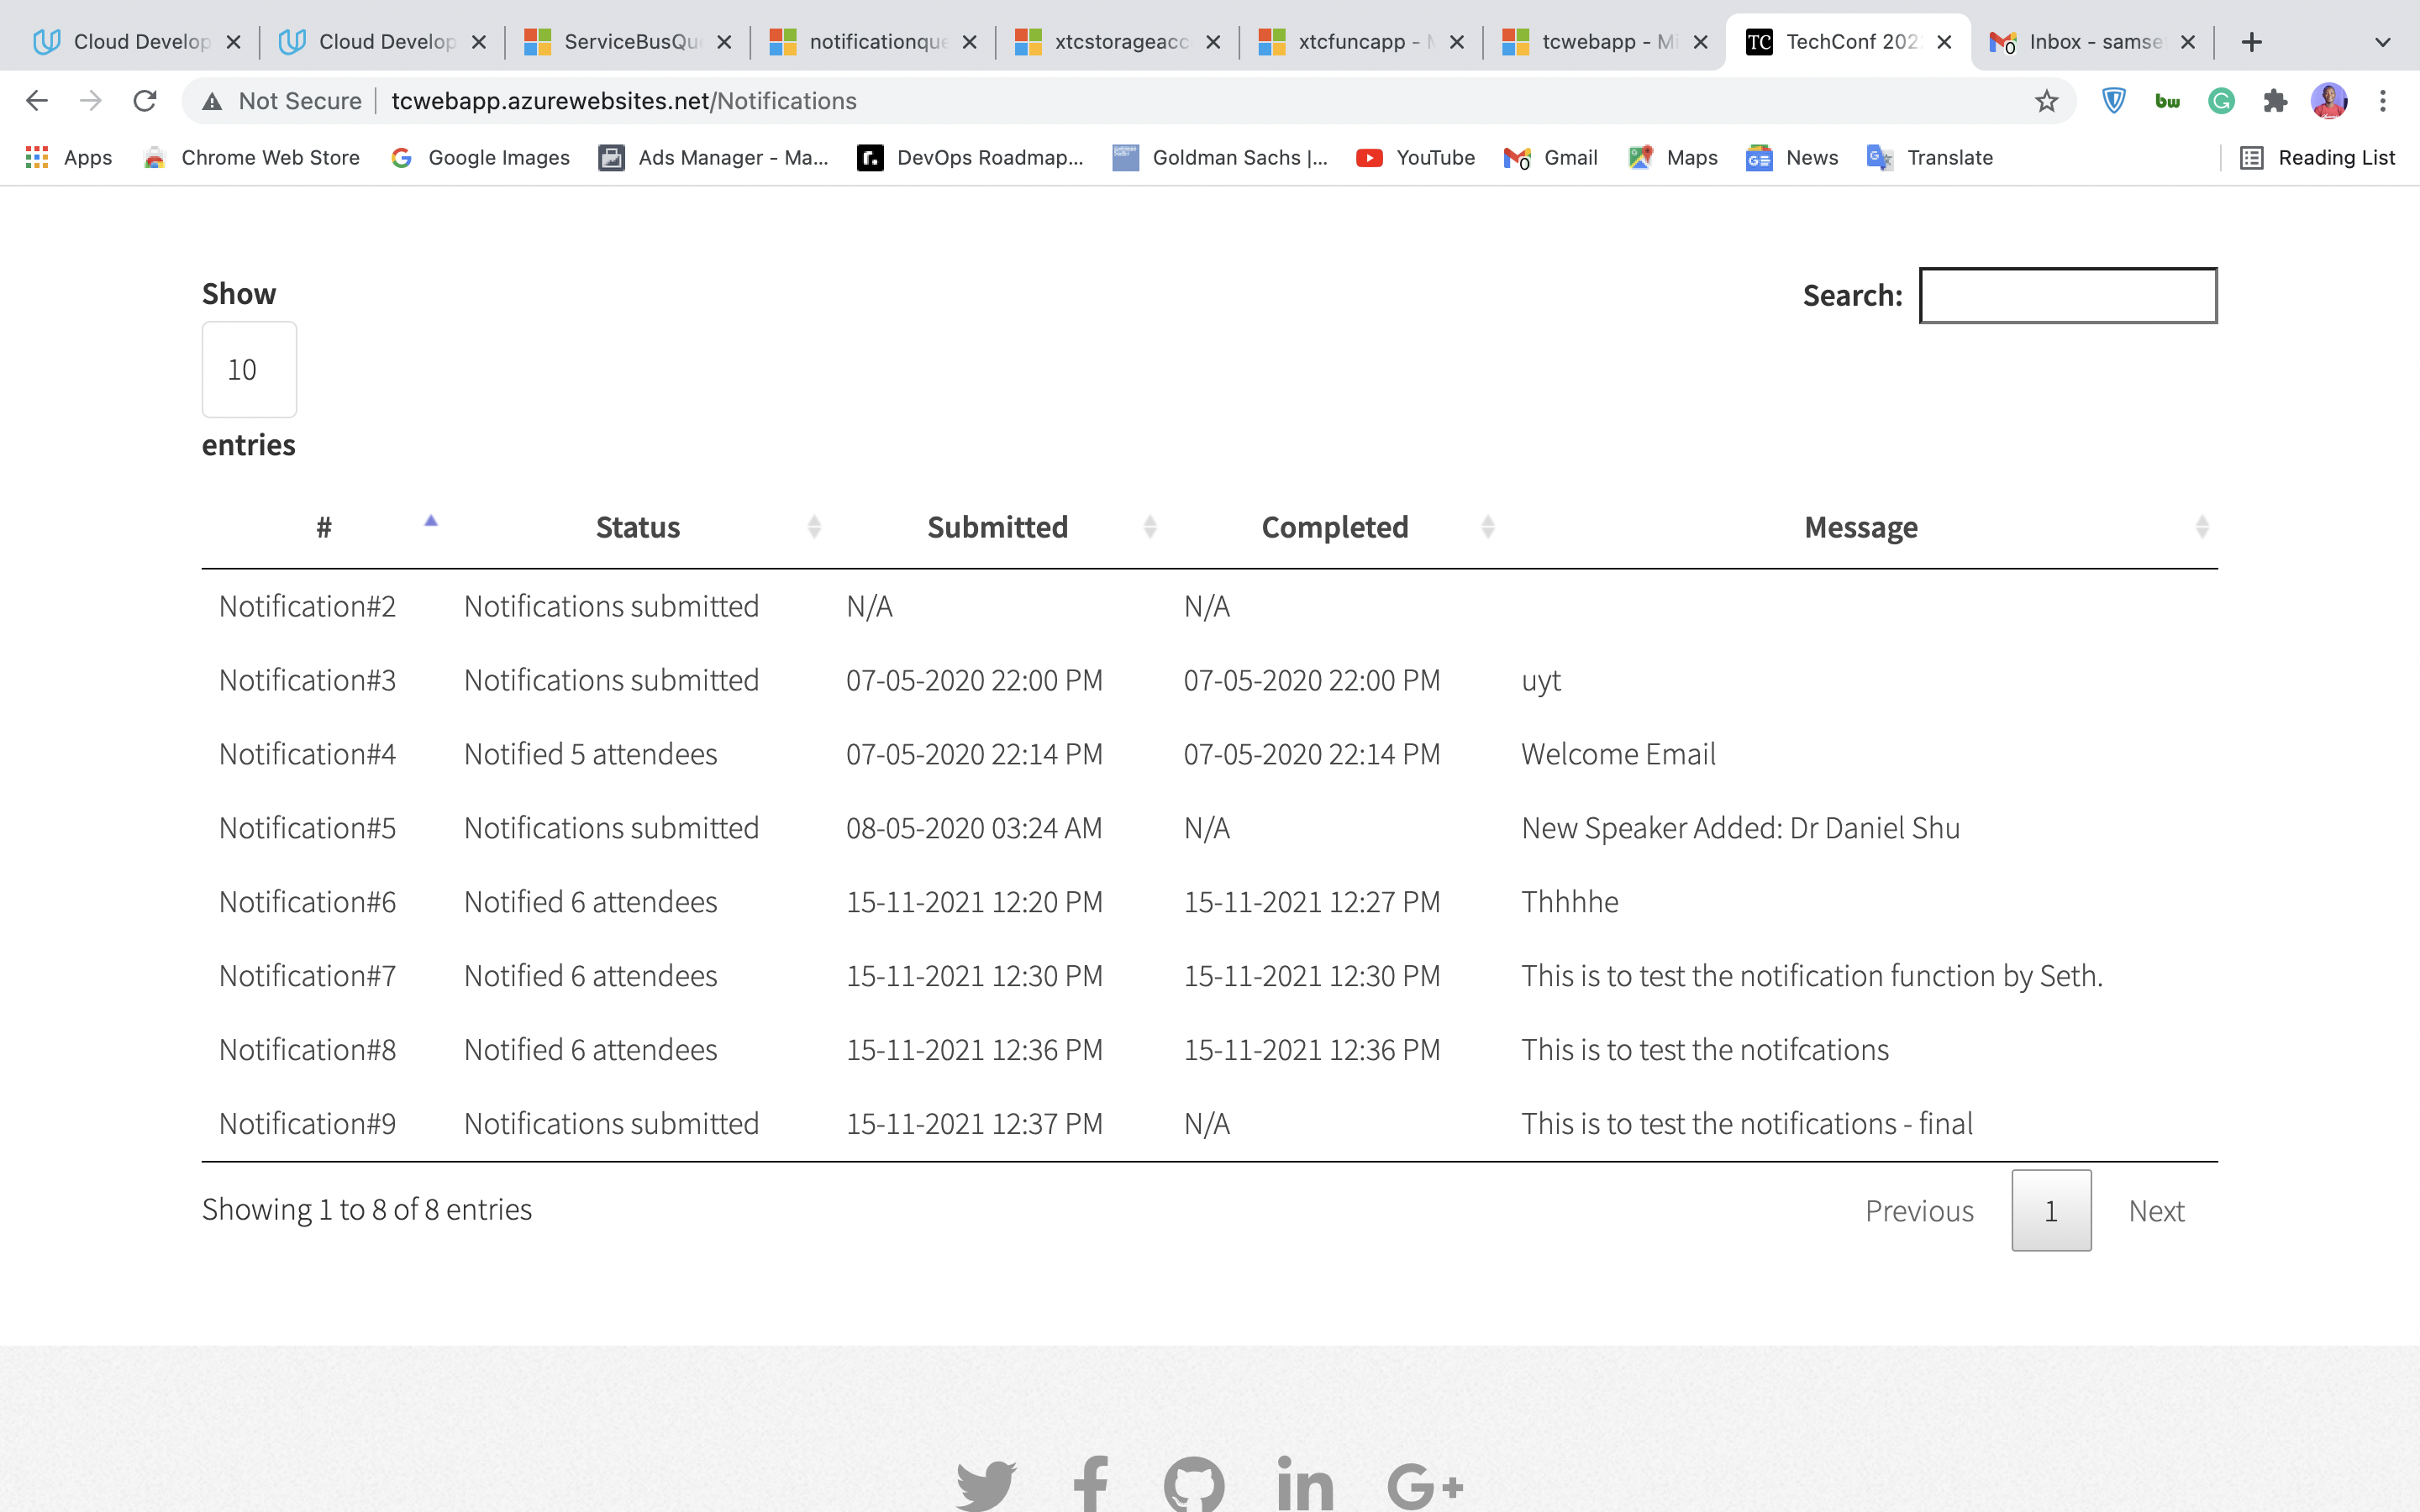 Cloud Develop Cloud Develop ServiceBusQu notificationque xtcstorageacc xtcfuncapp - M tcwebapp - Mi TechConf 202 Inbox - samse
Not Secure tcwebapp.azurewebsites.net/Notifications
Apps Chrome Web Store Google Images Ads Manager - Ma... DevOps Roadmap... Goldman Sachs |... YouTube Gmail Maps News Translate Reading List
Show
10
entries
Search:
# Status Submitted Completed Message
Notification#2 Notifications submitted N/A N/A
Notification#3 Notifications submitted 07-05-2020 22:00 PM 07-05-2020 22:00 PM uyt
Notification#4 Notified 5 attendees 07-05-2020 22:14 PM 07-05-2020 22:14 PM Welcome Email
Notification#5 Notifications submitted 08-05-2020 03:24 AM N/A New Speaker Added: Dr Daniel Shu
Notification#6 Notified 6 attendees 15-11-2021 12:20 PM 15-11-2021 12:27 PM Thhhhe
Notification#7 Notified 6 attendees 15-11-2021 12:30 PM 15-11-2021 12:30 PM This is to test the notification function by Seth.
Notification#8 Notified 6 attendees 15-11-2021 12:36 PM 15-11-2021 12:36 PM This is to test the notifcations
Notification#9 Notifications submitted 15-11-2021 12:37 PM N/A This is to test the notifications - final
Showing 1 to 8 of 8 entries Previous 1 Next